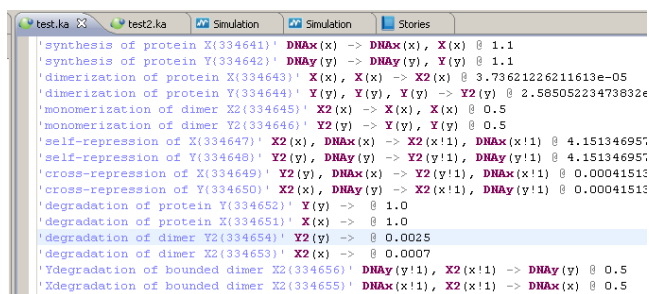 test.ka test2.ka Simulation Simulation Stories
'synthesis of protein X{334641}' DNAx(x) -> DNAx(x), X(x) @ 1.1
'synthesis of protein Y{334642}' DNAy(y) -> DNAy(y), Y(y) @ 1.1
'dimerization of protein X{334643}' X(x), X(x) -> X2(x) @ 3.73621226211613e-05
'dimerization of protein Y{334644}' Y(y), Y(y), Y(y) -> Y2(y) @ 2.58505223473832e
'monomerization of dimer X2{334645}' X2(x) -> X(x), X(x) @ 0.5
'monomerization of dimer Y2{334646}' Y2(y) -> Y(y), Y(y) @ 0.5
'self-repression of X{334647}' X2(x), DNAx(x) -> X2(x!1), DNAx(x!1) @ 4.151346957
'self-repression of Y{334648}' Y2(y), DNAy(y) -> Y2(y!1), DNAy(y!1) @ 4.151346957
'cross-repression of X{334649}' Y2(y), DNAx(x) -> Y2(y!1), DNAx(x!1) @ 0.00041513
'cross-repression of Y{334650}' X2(x), DNAy(y) -> X2(x!1), DNAy(y!1) @ 0.00041513
'degradation of protein Y{334652}' Y(y) -> @ 1.0
'degradation of protein X{334651}' X(x) -> @ 1.0
'degradation of dimer Y2{334654}' Y2(y) -> @ 0.0025
'degradation of dimer X2{334653}' X2(x) -> @ 0.0007
'Ydegradation of bounded dimer X2{334656}' DNAy(y!1), X2(x!1) -> DNAy(y) @ 0.5
'Xdegradation of bounded dimer X2{334655}' DNAx(x!1), X2(x!1) -> DNAx(x) @ 0.5